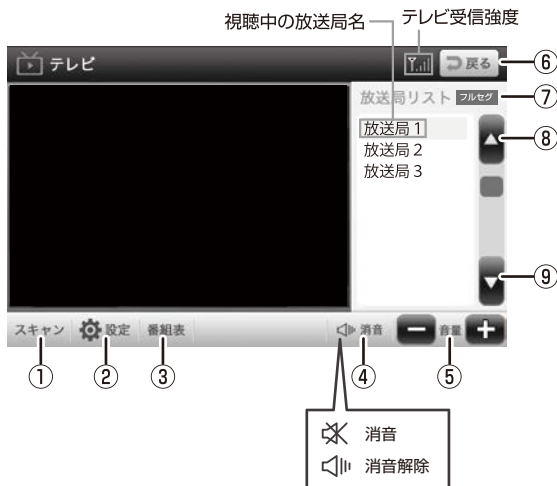 視聴中の放送局名
テレビ受信強度
テレビ
戻る
⑥
放送局リスト フルセグ
⑦
放送局 1
放送局 2
放送局 3
⑧
⑨
スキャン 設定 番組表 消音 音量
① ② ③ ④ ⑤
消音
消音解除